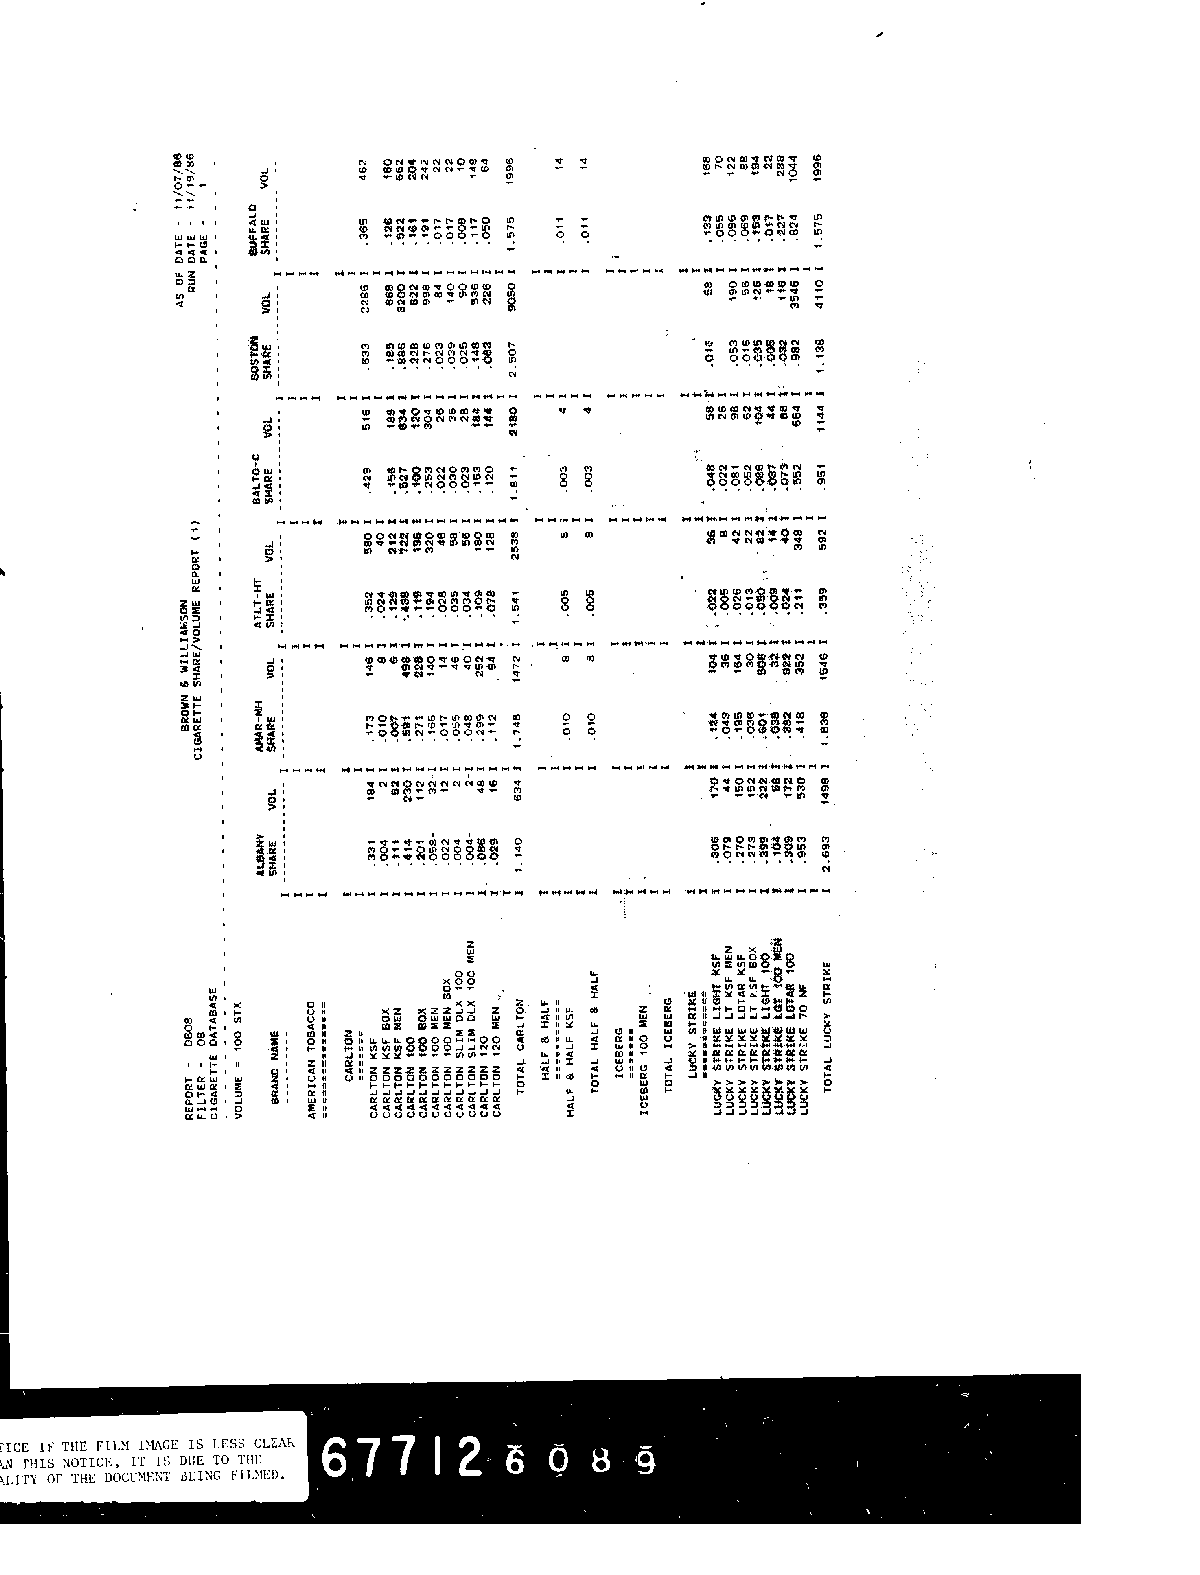 REPORT - DB08 BROWN & WILLIAMSON AS OF DATE - 11/07/86
FILTER - OB CIGARETTE SHARE/VOLUME REPORT (1) RUN DATE - 11/19/86
CIGARETTE DATABASE PAGE - 1
VOLUME = 100 STX
ALBANY AMAR-NM ATLT-HT BALTO-C BOSTON BUFFALO
BRAND NAME SHARE VOL SHARE VOL SHARE VOL SHARE VOL SHARE VOL SHARE VOL
AMERICAN TOBACCO
CARLTON
CARLTON KSF .331 184 .173 146 .352 580 .429 516 .633 2286 .365 462
CARLTON KSF BOX .004 2 .010 8 .024 40
CARLTON KSF MEN .111 62 .007 6 .129 212 .156 188 .185 668 .126 160
CARLTON 100 .414 230 .591 498 .438 722 .527 634 .886 3200 .522 662
CARLTON 100 BOX .201 112 .271 228 .119 196 .100 120 .228 822 .161 204
CARLTON 100 MEN .058 32 .166 140 .194 320 .253 304 .276 998 .191 242
CARLTON 100 MEN BOX .022 12 .017 14 .028 46 .022 26 .023 84 .017 22
CARLTON SLIM DLX 100 .004 2 .055 46 .035 58 .030 36 .039 140 .017 22
CARLTON SLIM DLX 100 MEN .004 2 .048 40 .034 56 .023 28 .025 90 .008 10
CARLTON 120 .086 48 .299 252 .109 180 .153 184 .148 536 .117 148
CARLTON 120 MEN .029 16 .112 94 .078 128 .120 144 .063 226 .050 64
TOTAL CARLTON 1.140 634 1.748 1472 1.541 2538 1.811 2180 2.507 9050 1.575 1996
HALF & HALF
HALF & HALF KSF .010 8 .005 8 .003 4 .011 14
TOTAL HALF & HALF .010 8 .005 8 .003 4 .011 14
ICEBERG
ICEBERG 100 MEN
TOTAL ICEBERG
LUCKY STRIKE
LUCKY STRIKE LIGHT KSF .306 170 .124 104 .022 36 .048 58 .016 58 .133 168
LUCKY STRIKE LT KSF MEN .079 44 .043 36 .005 8 .022 26 .055 70
LUCKY STRIKE LOTAR KSF .270 150 .195 164 .026 42 .081 98 .053 190 .096 122
LUCKY STRIKE LT KSF BOX .273 152 .036 30 .013 22 .052 62 .016 58 .069 88
LUCKY STRIKE LIGHT 100 .399 222 .601 506 .050 82 .086 104 .035 126 .153 194
LUCKY STRIKE LGT 100 MEN .104 58 .038 32 .009 14 .037 44 18 .017 22
LUCKY STRIKE LOTAR 100 .309 172 .382 322 .024 40 .073 88 .032 116 .227 288
LUCKY STRIKE 70 NF .953 530 .418 352 .211 348 .552 664 .982 3546 .824 1044
TOTAL LUCKY STRIKE 2.693 1498 1.838 1546 .359 592 .951 1144 1.138 4110 1.575 1996
TICE IF THE FILM IMAGE IS LESS CLEAR
AN THIS NOTICE, IT IS DUE TO THE
ALITY OF THE DOCUMENT BEING FILMED.
677126089